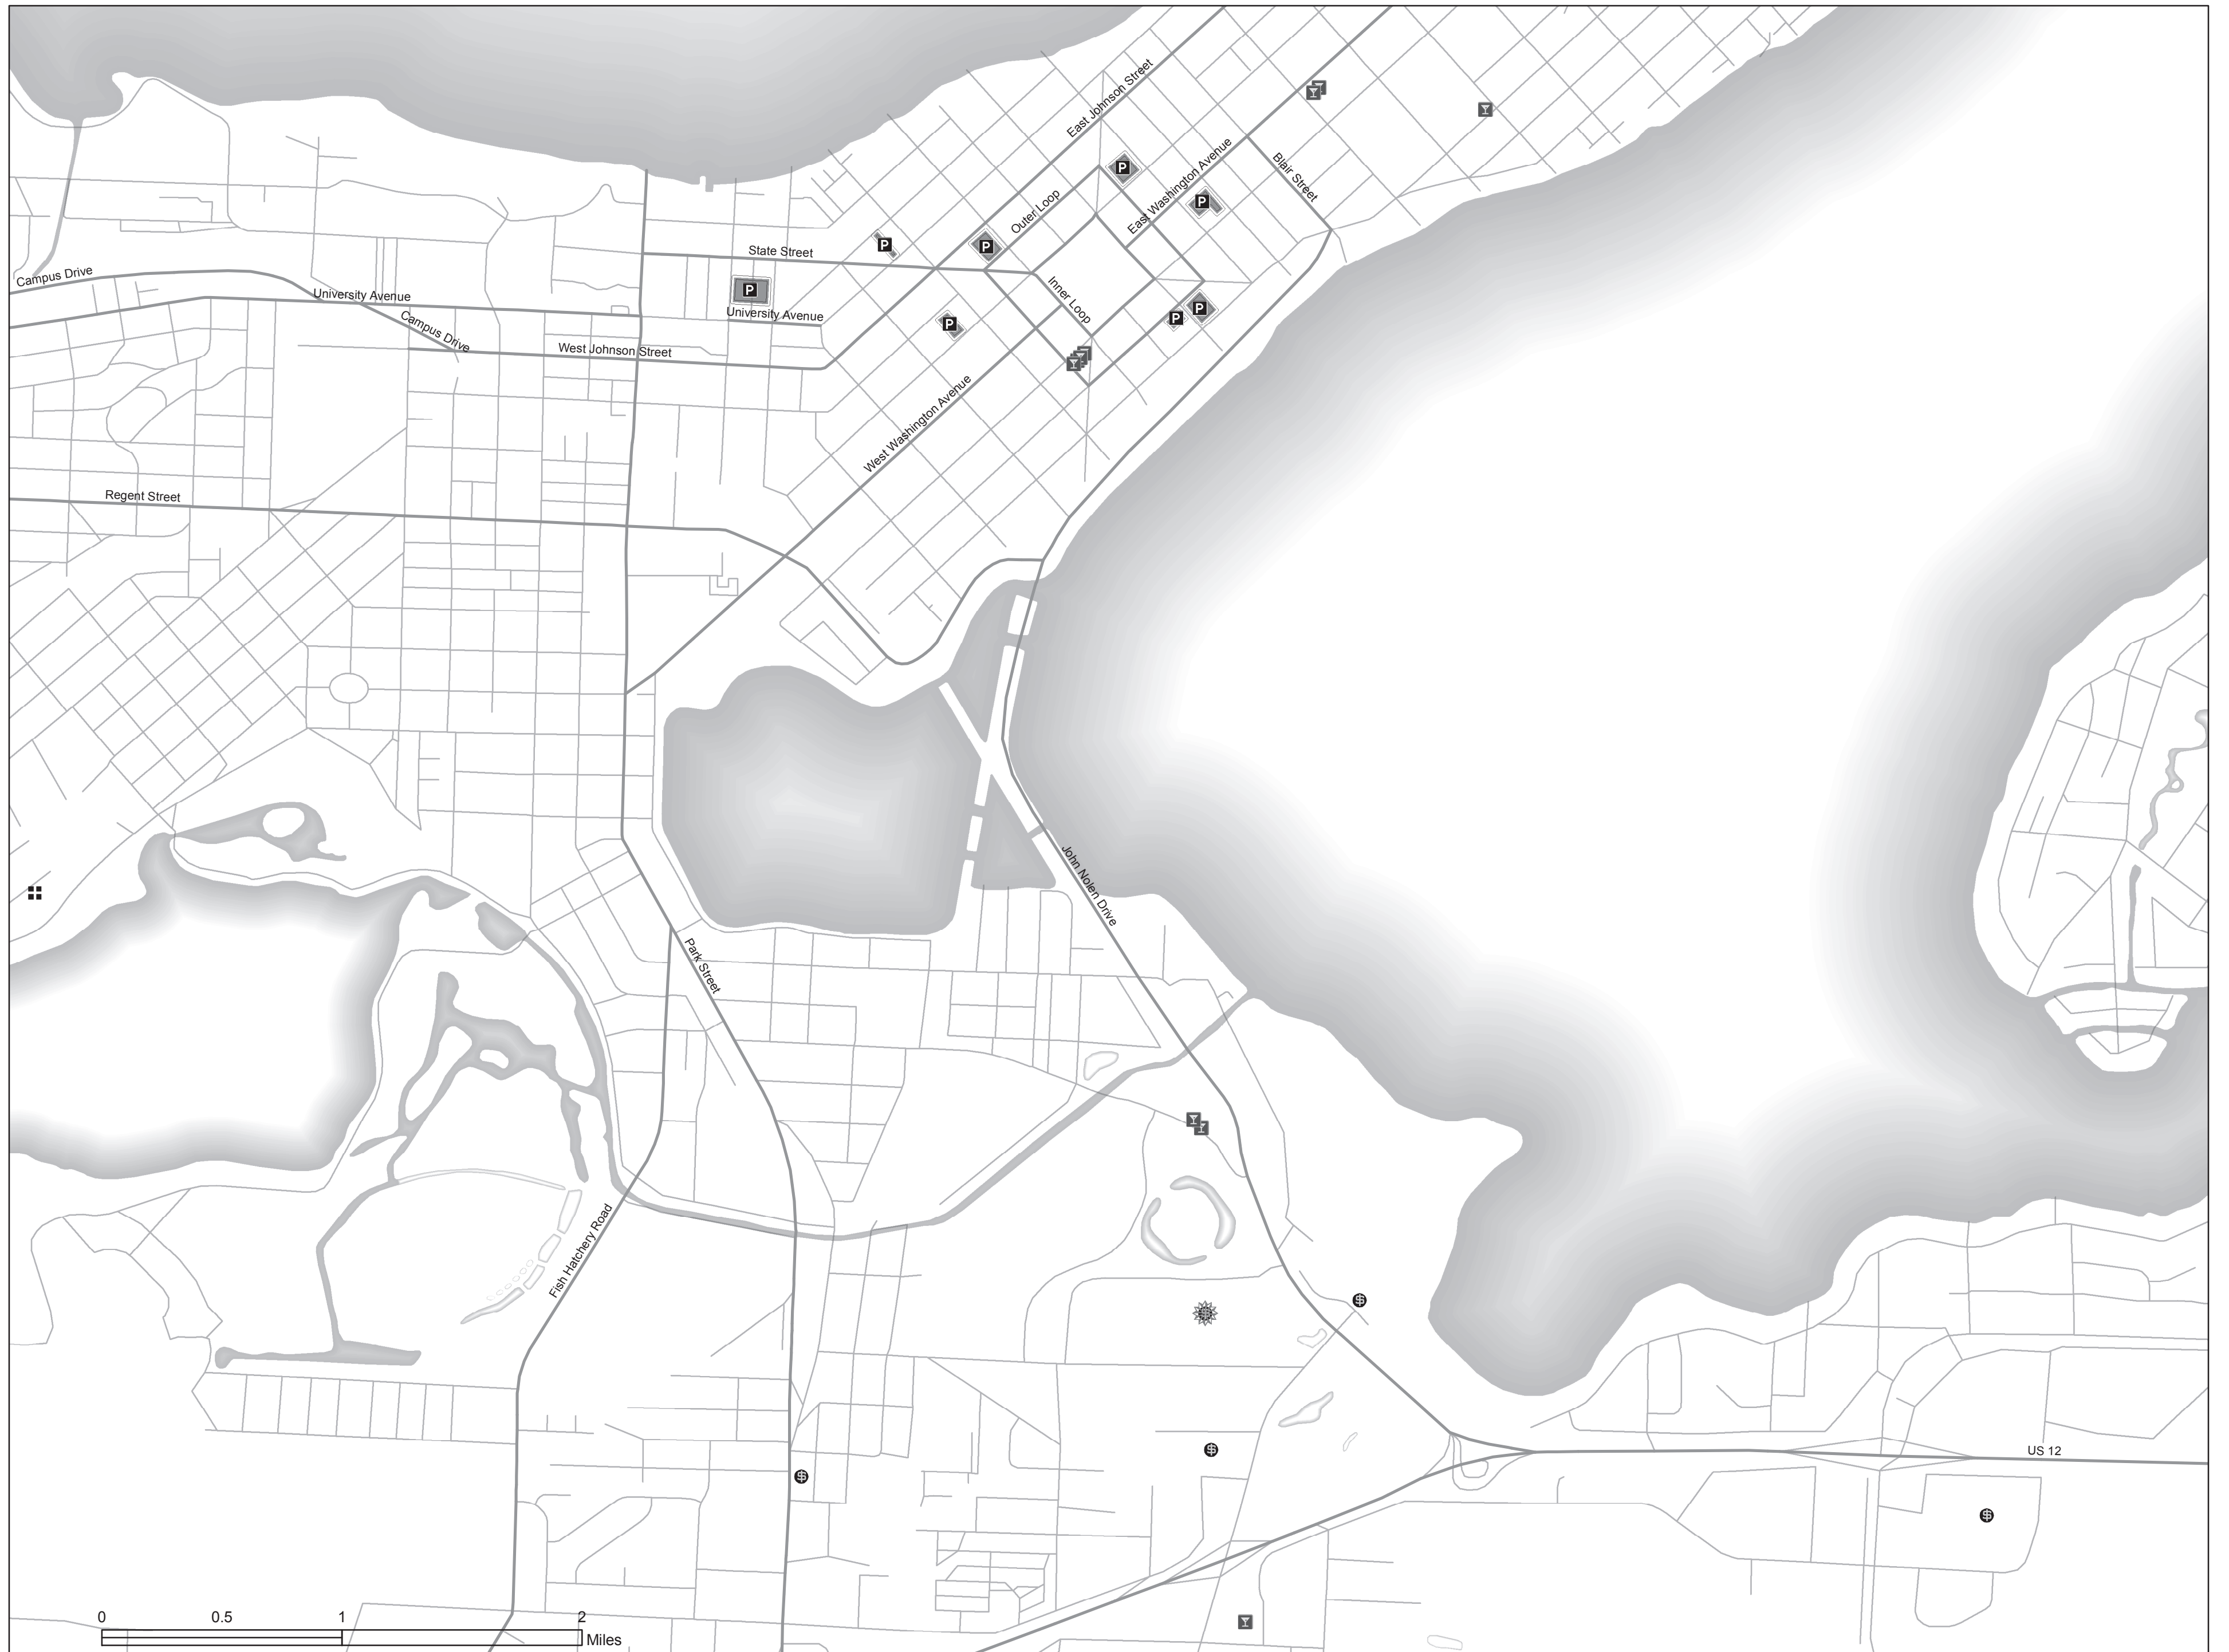 East Johnson Street
Blair Street
East Washington Avenue
P
P
Outer Loop
P
P
State Street
Campus Drive
P
University Avenue
Inner Loop
P
P
University Avenue
P
Campus Drive
West Johnson Street
West Washington Avenue
Regent Street
John Nolen Drive
Park Street
Fish Hatchery Road
$
$
US 12
$
$
$
0 0.5 1 2
Miles